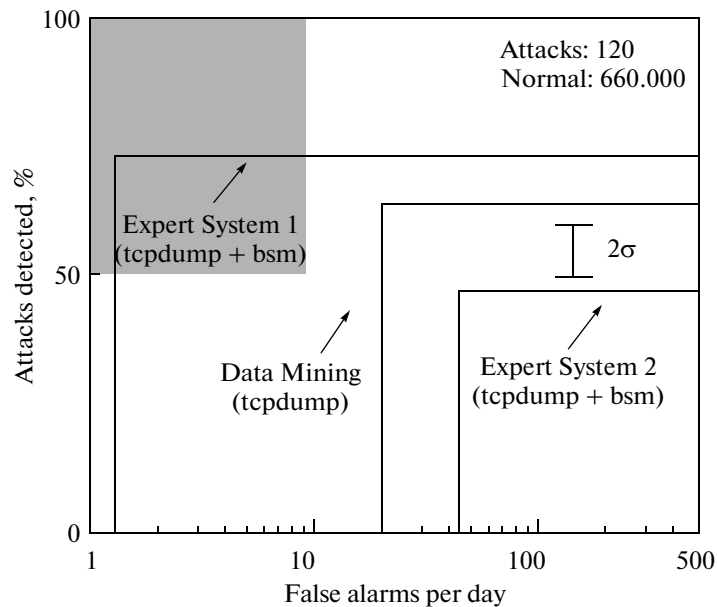 100
Attacks: 120
Normal: 660.000
Attacks detected, %
Expert System 1
(tcpdump + bsm)
2σ
50
Data Mining
(tcpdump)
Expert System 2
(tcpdump + bsm)
0
1
10
100
500
False alarms per day